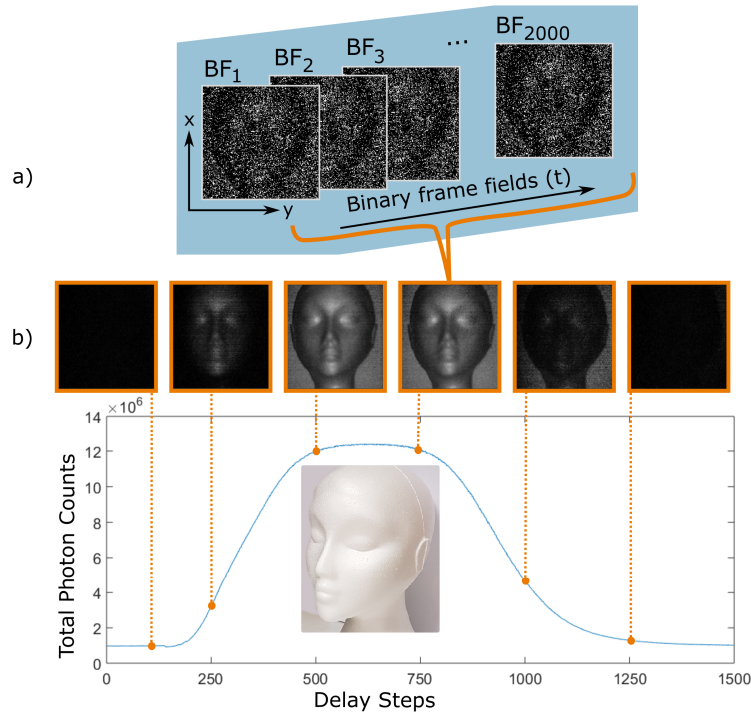 a)
BF1 BF2 BF3 ... BF2000
x
y
Binary frame fields (t)
b)
×10^6
14
12
10
8
6
4
2
0
Total Photon Counts
0 250 500 750 1000 1250 1500
Delay Steps